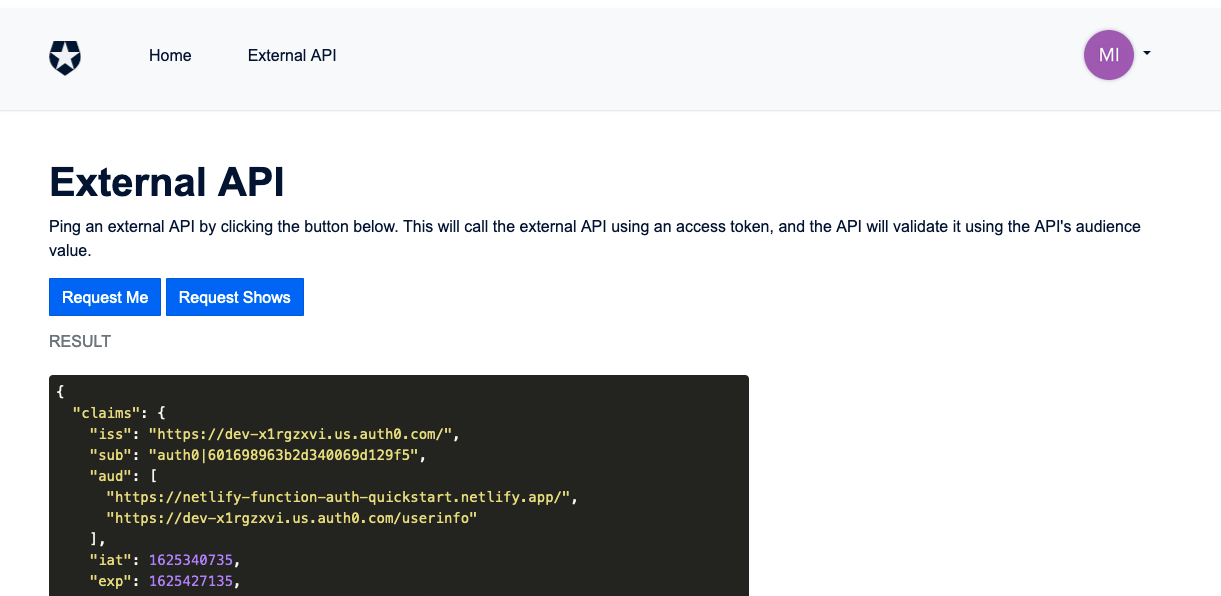 Home External API MI
External API
Ping an external API by clicking the button below. This will call the external API using an access token, and the API will validate it using the API's audience
value.
Request Me Request Shows
RESULT
{
  "claims": {
    "iss": "https://dev-x1rgzxvi.us.auth0.com/",
    "sub": "auth0|601698963b2d340069d129f5",
    "aud": [
      "https://netlify-function-auth-quickstart.netlify.app/",
      "https://dev-x1rgzxvi.us.auth0.com/userinfo"
    ],
    "iat": 1625340735,
    "exp": 1625427135,